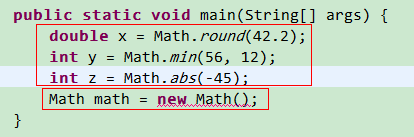 public static void main(String[] args) {
double x = Math.round(42.2);
int y = Math.min(56, 12);
int z = Math.abs(-45);
Math math = new Math();
}